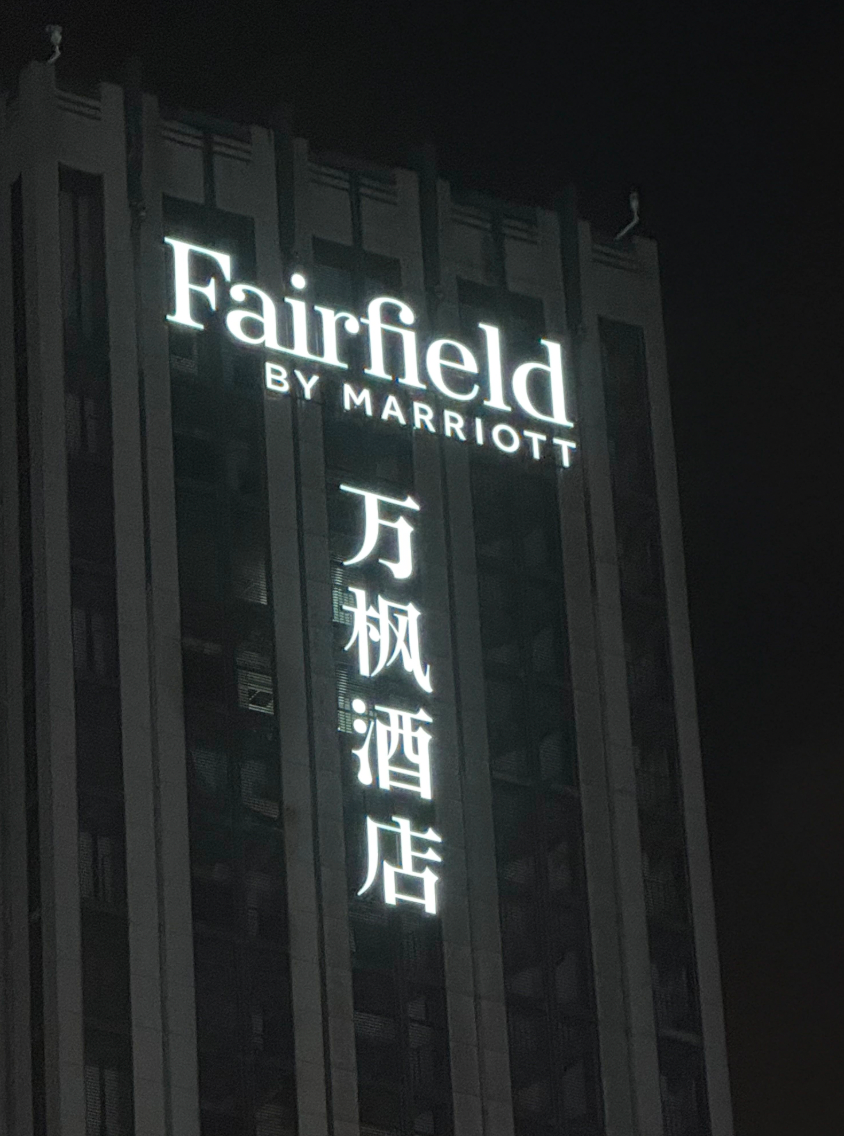 Fairfield
BY MARRIOTT
万枫酒店